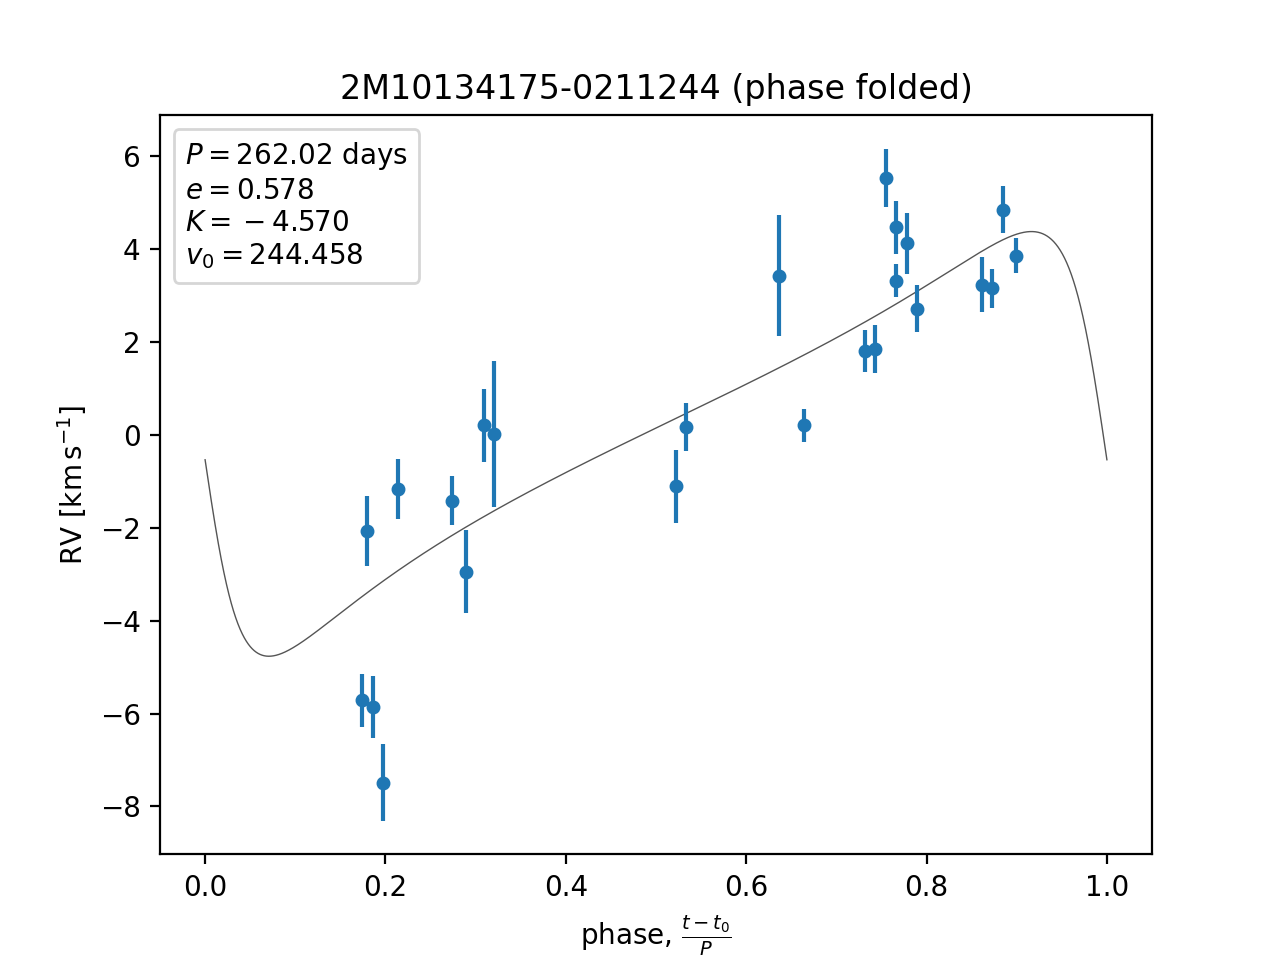 2M10134175-0211244 (phase folded)
P = 262.02 days
e = 0.578
K = −4.570
v₀ = 244.458
6
4
2
0
−2
−4
−6
−8
RV [km s⁻¹]
0.0 0.2 0.4 0.6 0.8 1.0
phase, (t − t₀)/P